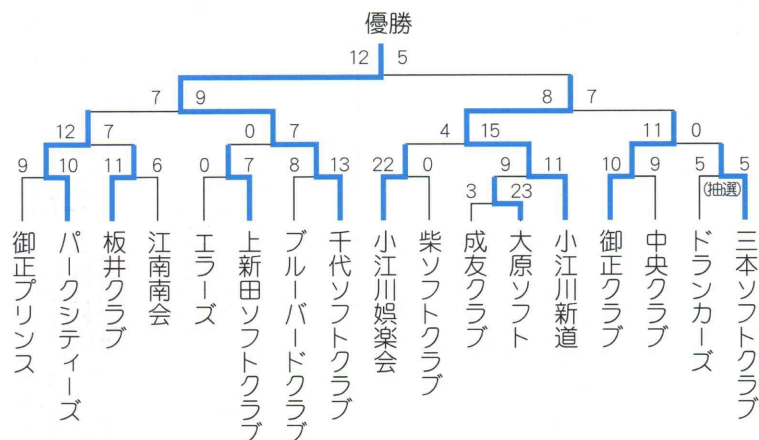 優勝
12 5
7 9 8 7
12 7 0 7 4 15 11 0
9 10 11 6 0 7 8 13 22 0 9 11 10 9 5 5
(抽選)
3 23
御正プリンス
パークシティーズ
板井クラブ
江南南会
エラーズ
上新田ソフトクラブ
ブルーバードクラブ
千代ソフトクラブ
小江川娯楽会
柴ソフトクラブ
成友クラブ
大原ソフト
小江川新道
御正クラブ
中央クラブ
ドランカーズ
三本ソフトクラブ